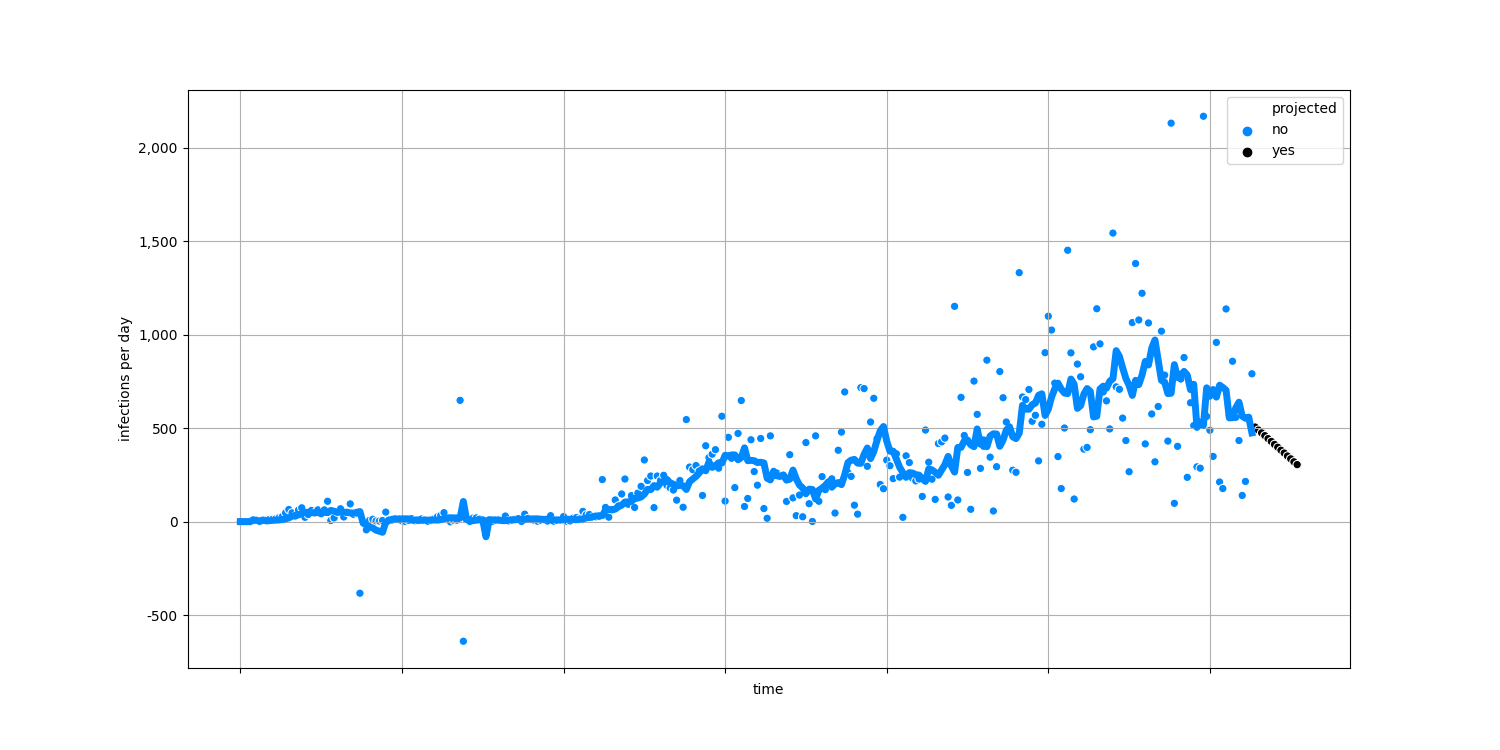 projected
no
yes
2,000
1,500
1,000
500
0
-500
infections per day
time